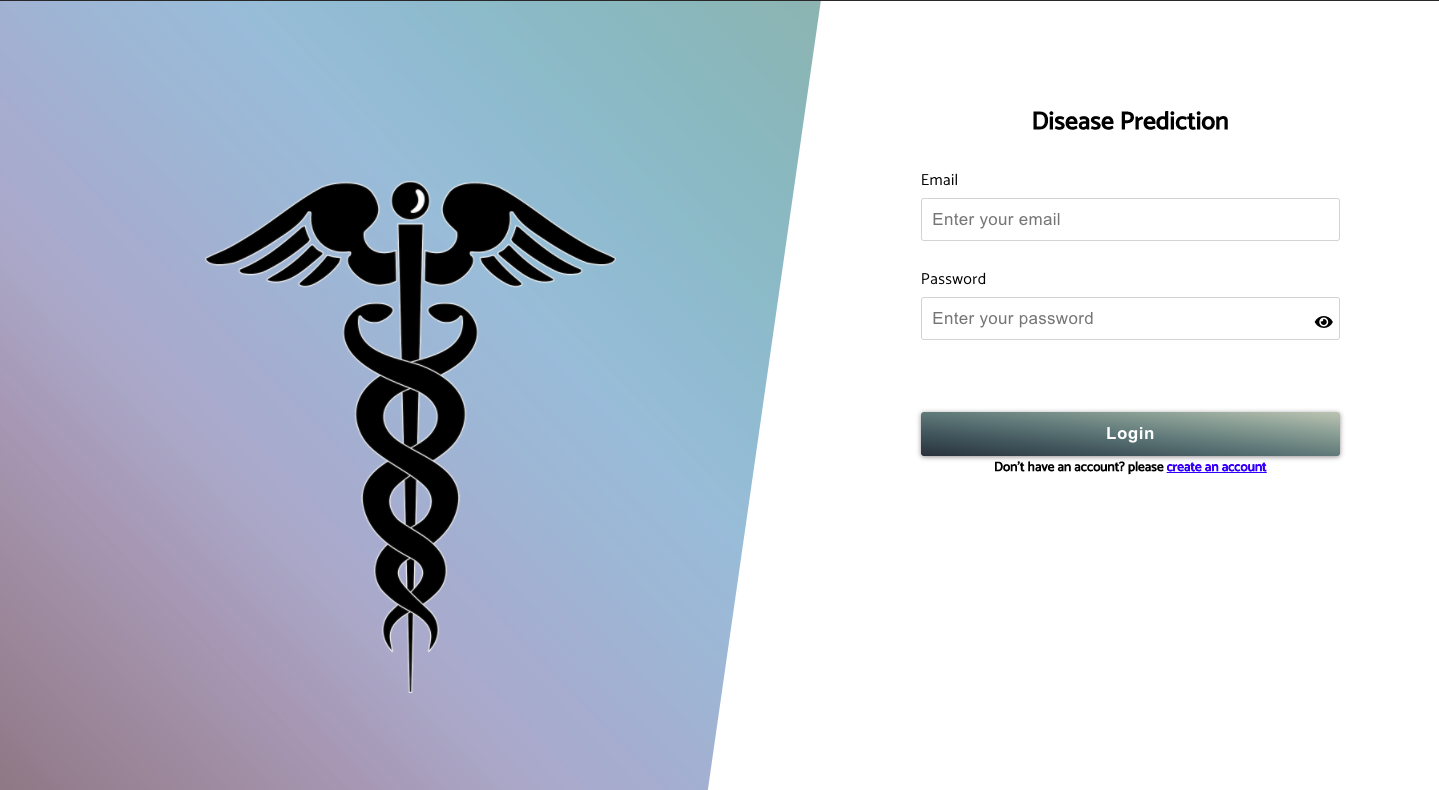 Disease Prediction
Email
Enter your email
Password
Enter your password
Login
Don't have an account? please create an account